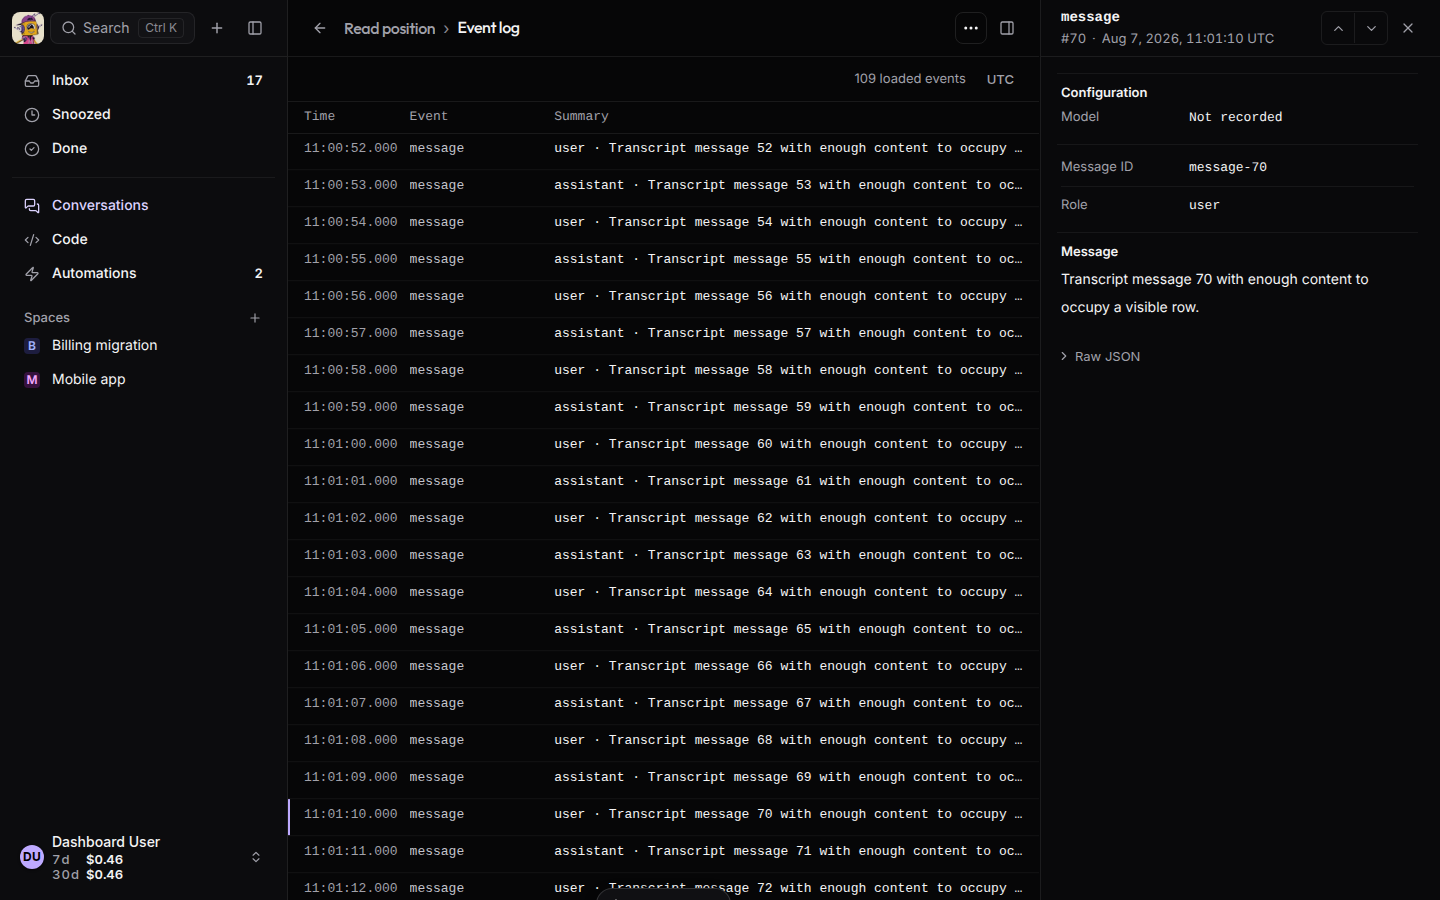 Search Ctrl K
Inbox 17
Snoozed
Done
Conversations
Code
Automations 2
Spaces
B Billing migration
M Mobile app
DU Dashboard User
7d $0.46
30d $0.46
Read position › Event log
109 loaded events UTC
Time Event Summary
11:00:52.000 message user · Transcript message 52 with enough content to occupy …
11:00:53.000 message assistant · Transcript message 53 with enough content to oc…
11:00:54.000 message user · Transcript message 54 with enough content to occupy …
11:00:55.000 message assistant · Transcript message 55 with enough content to oc…
11:00:56.000 message user · Transcript message 56 with enough content to occupy …
11:00:57.000 message assistant · Transcript message 57 with enough content to oc…
11:00:58.000 message user · Transcript message 58 with enough content to occupy …
11:00:59.000 message assistant · Transcript message 59 with enough content to oc…
11:01:00.000 message user · Transcript message 60 with enough content to occupy …
11:01:01.000 message assistant · Transcript message 61 with enough content to oc…
11:01:02.000 message user · Transcript message 62 with enough content to occupy …
11:01:03.000 message assistant · Transcript message 63 with enough content to oc…
11:01:04.000 message user · Transcript message 64 with enough content to occupy …
11:01:05.000 message assistant · Transcript message 65 with enough content to oc…
11:01:06.000 message user · Transcript message 66 with enough content to occupy …
11:01:07.000 message assistant · Transcript message 67 with enough content to oc…
11:01:08.000 message user · Transcript message 68 with enough content to occupy …
11:01:09.000 message assistant · Transcript message 69 with enough content to oc…
11:01:10.000 message user · Transcript message 70 with enough content to occupy …
11:01:11.000 message assistant · Transcript message 71 with enough content to oc…
11:01:12.000 message user · Transcript message 72 with enough content to occupy …
message
#70 · Aug 7, 2026, 11:01:10 UTC
Configuration
Model Not recorded
Message ID message-70
Role user
Message
Transcript message 70 with enough content to
occupy a visible row.
Raw JSON